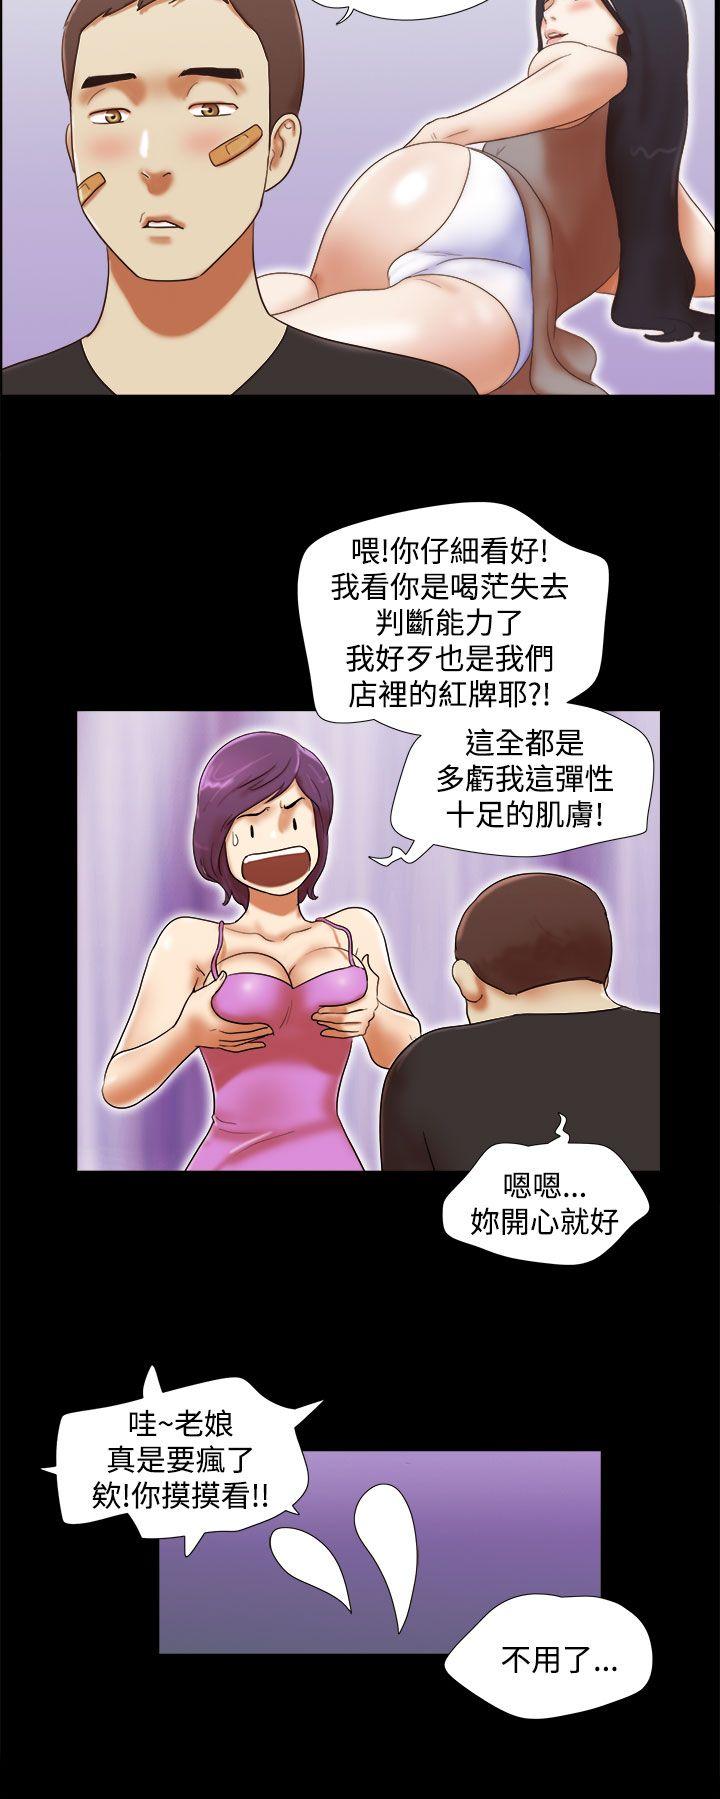 喂!你仔細看好!
我看你是喝茫失去
判斷能力了
我好歹也是我們
店裡的紅牌耶?!
這全都是
多虧我這彈性
十足的肌膚!
嗯嗯...
妳開心就好
哇~老娘
真是要瘋了
欸!你摸摸看!!
不用了...